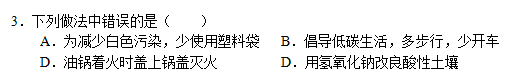 3．下列做法中错误的是（　　）
A．为减少白色污染，少使用塑料袋　B．倡导低碳生活，多步行，少开车
D．油锅着火时盖上锅盖灭火　D．用氢氧化钠改良酸性土壤